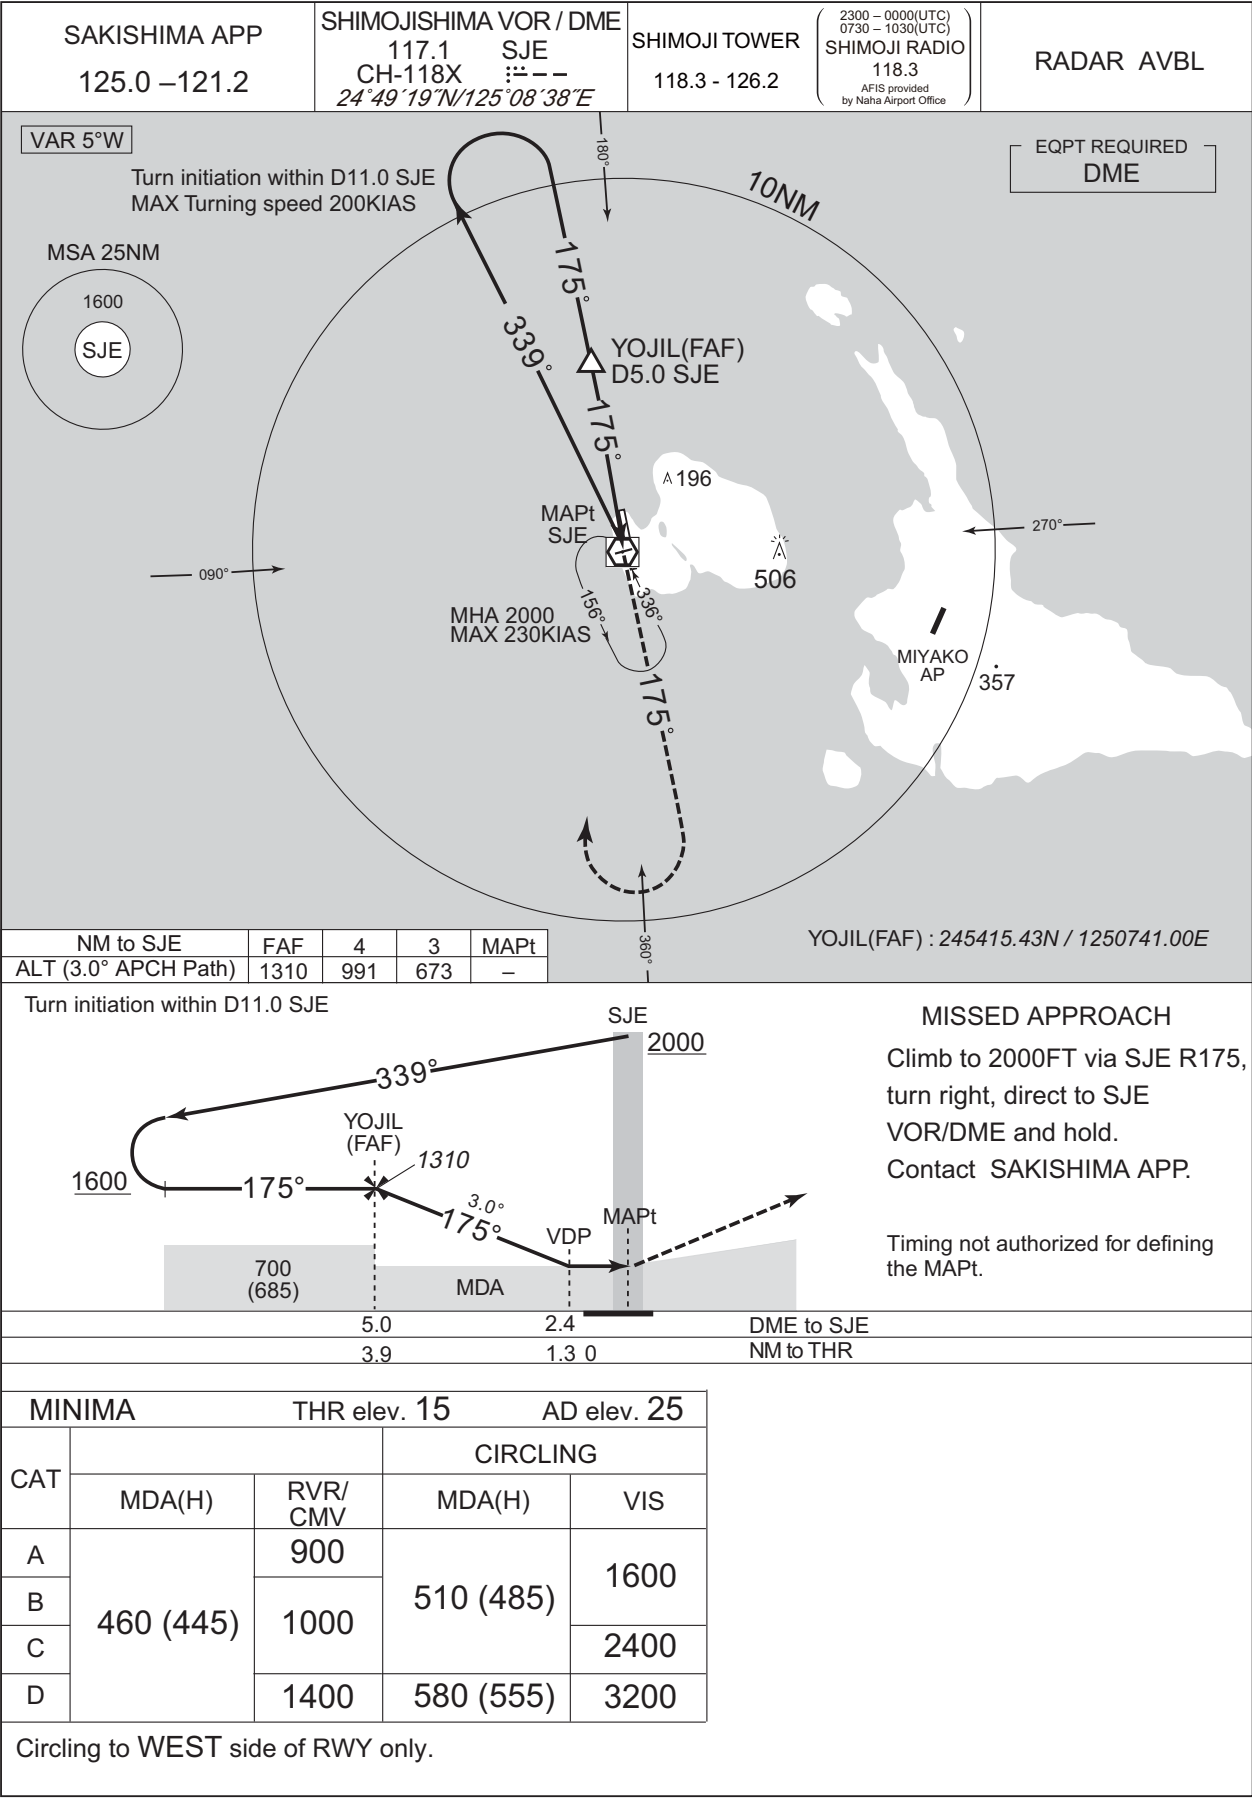 SAKISHIMA APP
125.0 –121.2
SHIMOJISHIMA VOR / DME
117.1 SJE
CH-118X
24°49´19˝N/125°08´38˝E
SHIMOJI TOWER
118.3 - 126.2
2300 – 0000(UTC)
0730 – 1030(UTC)
SHIMOJI RADIO
118.3
AFIS provided
by Naha Airport Office
RADAR AVBL
VAR 5°W
EQPT REQUIRED
DME
Turn initiation within D11.0 SJE
MAX Turning speed 200KIAS
180°
10NM
MSA 25NM
1600
SJE
175°
339°
YOJIL(FAF)
D5.0 SJE
175°
196
MAPt
SJE
270°
090°
506
156°
336°
MHA 2000
MAX 230KIAS
MIYAKO
AP
357
175°
360°
YOJIL(FAF) : 245415.43N / 1250741.00E
NM to SJE FAF 4 3 MAPt
ALT (3.0° APCH Path) 1310 991 673 –
Turn initiation within D11.0 SJE
SJE
2000
339°
YOJIL
(FAF)
1310
1600
175°
3.0°
175°
VDP
MAPt
700
(685)
MDA
5.0 2.4 DME to SJE
3.9 1.3 0 NM to THR
MISSED APPROACH
Climb to 2000FT via SJE R175,
turn right, direct to SJE
VOR/DME and hold.
Contact SAKISHIMA APP.
Timing not authorized for defining
the MAPt.
MINIMA THR elev. 15 AD elev. 25
CAT
CIRCLING
MDA(H)
RVR/
CMV
MDA(H)
VIS
A
900
B
460 (445)
1000
510 (485)
1600
C
2400
D
1400
580 (555)
3200
Circling to WEST side of RWY only.